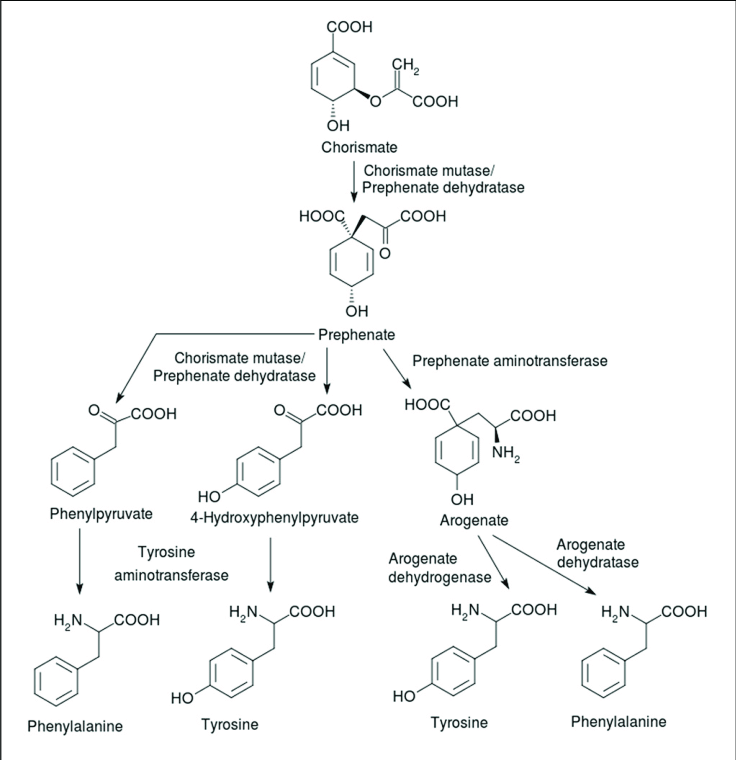 COOH
CH2
O
COOH
OH
Chorismate
Chorismate mutase/
Prephenate dehydratase
HOOC
COOH
O
OH
Prephenate
Chorismate mutase/
Prephenate dehydratase
Prephenate aminotransferase
O
COOH
Phenylpyruvate
O
COOH
HO
4-Hydroxyphenylpyruvate
HOOC
COOH
NH2
OH
Arogenate
Tyrosine
aminotransferase
Arogenate
dehydrogenase
Arogenate
dehydratase
H2N
COOH
Phenylalanine
H2N
COOH
HO
Tyrosine
H2N
COOH
HO
Tyrosine
H2N
COOH
Phenylalanine